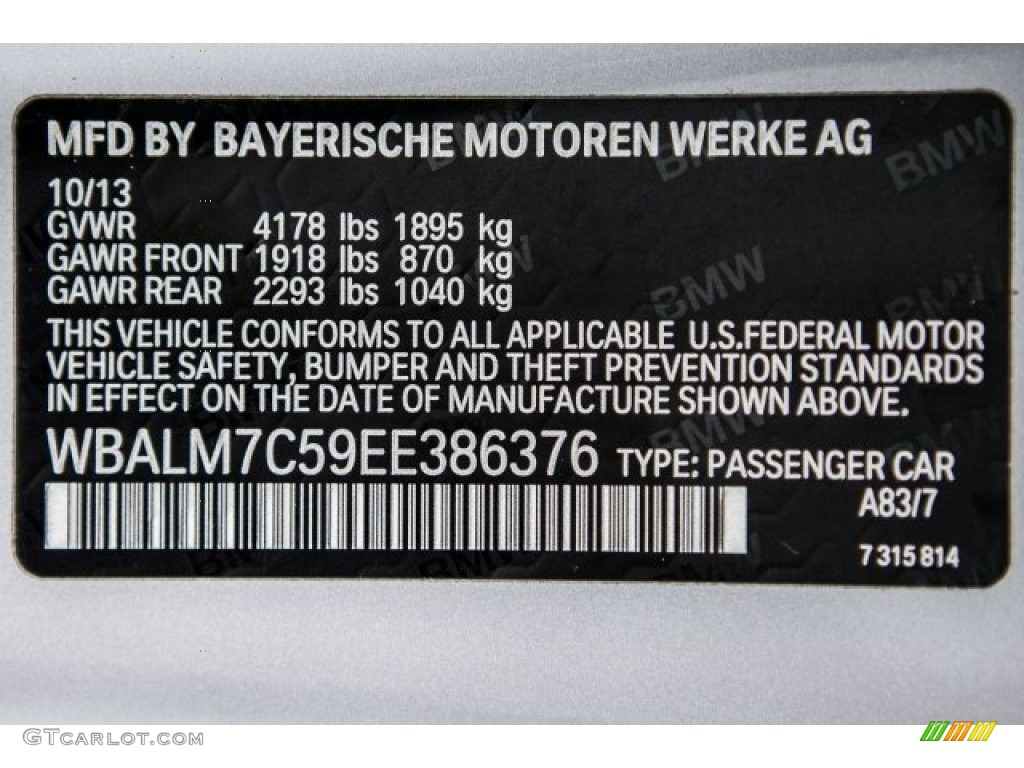 MFD BY BAYERISCHE MOTOREN WERKE AG
10/13
GVWR 4178 lbs 1895 kg
GAWR FRONT 1918 lbs 870 kg
GAWR REAR 2293 lbs 1040 kg
THIS VEHICLE CONFORMS TO ALL APPLICABLE U.S.FEDERAL MOTOR
VEHICLE SAFETY, BUMPER AND THEFT PREVENTION STANDARDS
IN EFFECT ON THE DATE OF MANUFACTURE SHOWN ABOVE.
WBALM7C59EE386376 TYPE: PASSENGER CAR
A83/7
7 315 814
BMW
BMW
BMW
GTCarLot.com